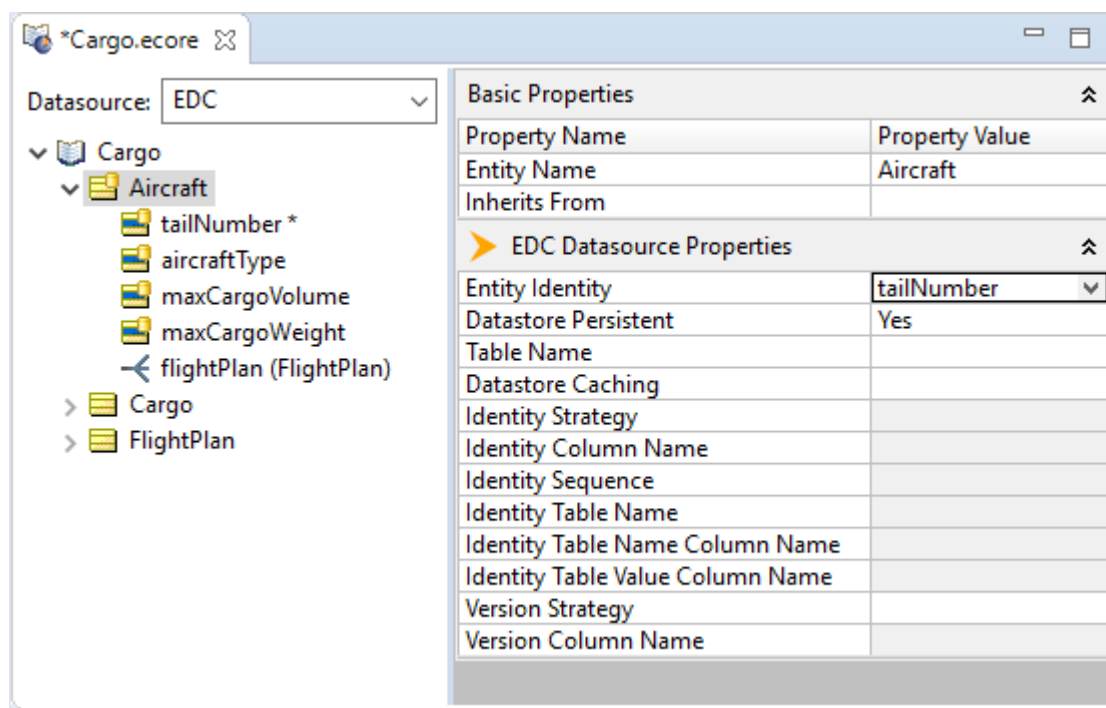 *Cargo.ecore
Datasource: EDC
Cargo
Aircraft
tailNumber *
aircraftType
maxCargoVolume
maxCargoWeight
flightPlan (FlightPlan)
Cargo
FlightPlan
Basic Properties
Property Name Property Value
Entity Name Aircraft
Inherits From
EDC Datasource Properties
Entity Identity tailNumber
Datastore Persistent Yes
Table Name
Datastore Caching
Identity Strategy
Identity Column Name
Identity Sequence
Identity Table Name
Identity Table Name Column Name
Identity Table Value Column Name
Version Strategy
Version Column Name